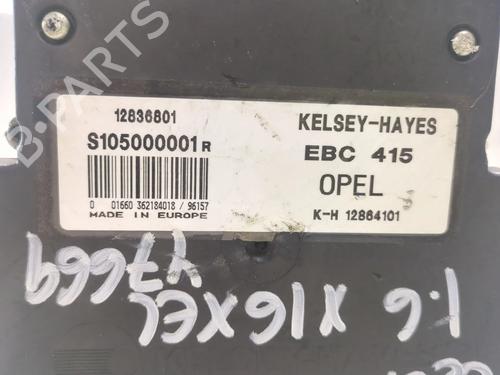 12836801
S105000001 R
0 01660 362184018 / 96157
MADE IN EUROPE
KELSEY-HAYES
EBC 415
OPEL
K-H 12864101
1.6 X16XEL
Y7669
B-PARTS